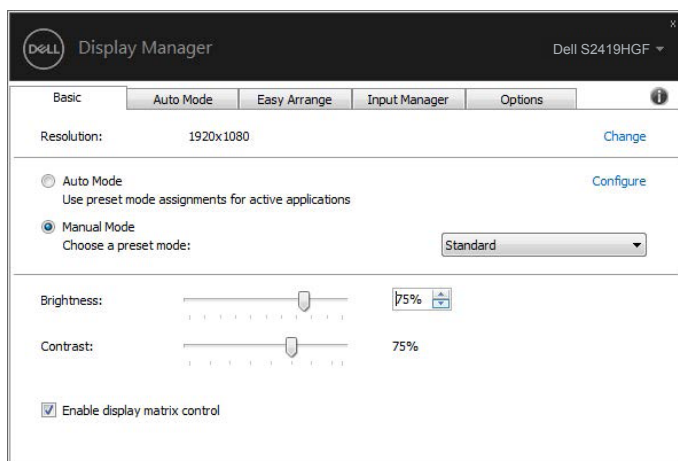 x
DELL Display Manager Dell S2419HGF
Basic Auto Mode Easy Arrange Input Manager Options i
Resolution: 1920x1080 Change
Auto Mode Configure
Use preset mode assignments for active applications
Manual Mode
Choose a preset mode: Standard
Brightness: 75%
Contrast: 75%
Enable display matrix control